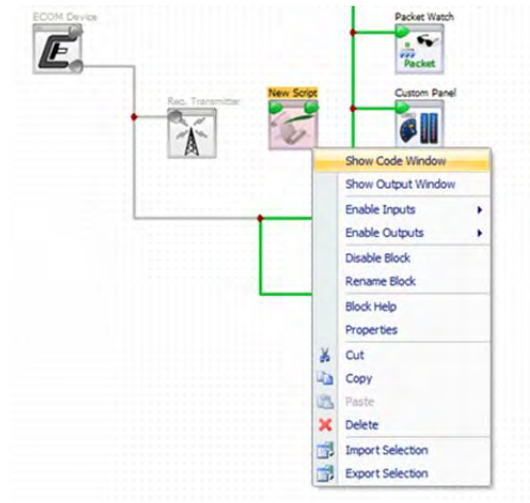 ECOM Device
Packet Watch
Packet
Req. Transmitter
New Script
Custom Panel
Show Code Window
Show Output Window
Enable Inputs
Enable Outputs
Disable Block
Rename Block
Block Help
Properties
Cut
Copy
Paste
Delete
Import Selection
Export Selection